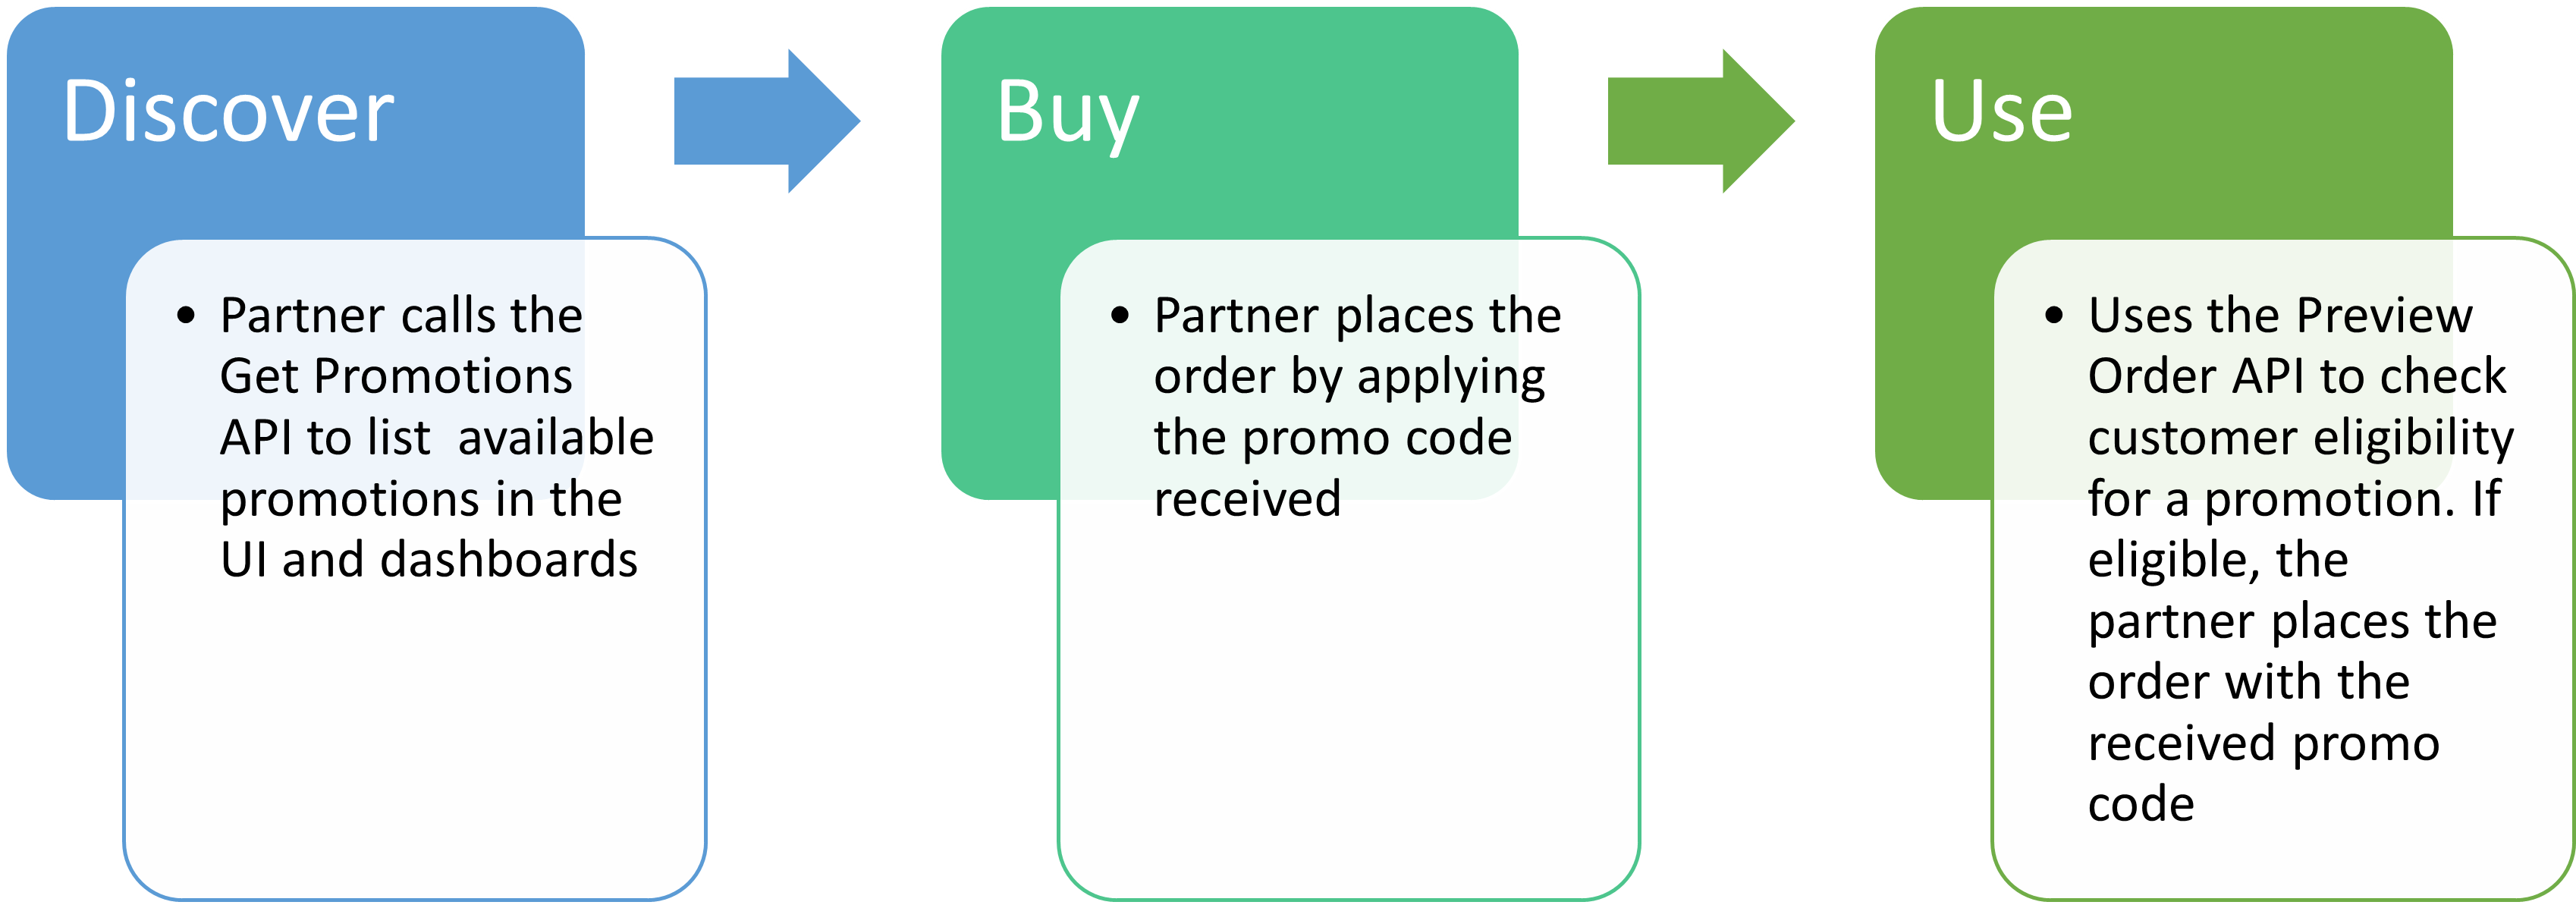 Discover
• Partner calls the
Get Promotions
API to list  available
promotions in the
UI and dashboards
Buy
• Partner places the
order by applying
the promo code
received
Use
• Uses the Preview
Order API to check
customer eligibility
for a promotion. If
eligible, the
partner places the
order with the
received promo
code